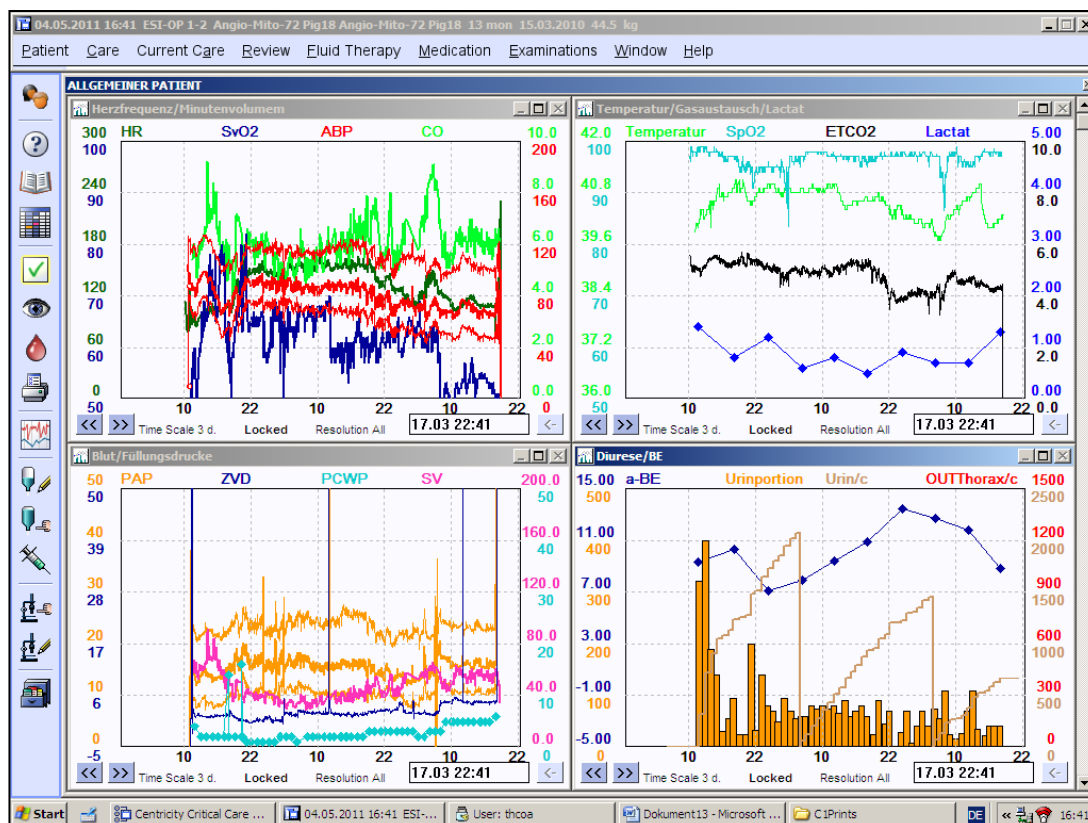 04.05.2011 16:41 ESI-OP 1-2 Angio-Mito-72 Pig18 Angio-Mito-72 Pig18 13 mon 15.03.2010 44.5 kg
Patient Care Current Care Review Fluid Therapy Medication Examinations Window Help
ALLGEMEINER PATIENT
Herzfrequenz/Minutenvolumem
300 HR SvO2 ABP CO 10.0
100 200
240 8.0
90 160
180 6.0
80 120
120 4.0
70 80
60 2.0
60 40
0 0.0
50 10 22 10 22 10 22 0
<< >> Time Scale 3 d. Locked Resolution All 17.03 22:41 <-
Temperatur/Gasaustausch/Lactat
42.0 Temperatur SpO2 ETCO2 Lactat 5.00
100 10.0
40.8 4.00
90 8.0
39.6 3.00
80 6.0
38.4 2.00
70 4.0
37.2 1.00
60 2.0
36.0 0.00
50 10 22 10 22 10 22 0.0
<< >> Time Scale 3 d. Locked Resolution All 17.03 22:41 <-
Blut/Füllungsdrucke
50 PAP ZVD PCWP SV 200.0
50 50
40 160.0
39 40
30 120.0
28 30
20 80.0
17 20
10 40.0
6 10
0 0.0
-5 10 22 10 22 10 22 0
<< >> Time Scale 3 d. Locked Resolution All 17.03 22:41 <-
Diurese/BE
15.00 a-BE Urinportion Urin/c OUTThorax/c 1500
500 2500
11.00 1200
400 2000
7.00 900
300 1500
3.00 600
200 1000
-1.00 300
100 500
-5.00 0
0 10 22 10 22 10 22 0
<< >> Time Scale 3 d. Locked Resolution All 17.03 22:41 <-
Start Centricity Critical Care ... 04.05.2011 16:41 ESI-... User: thcoa Dokument13 - Microsoft ... C1Prints DE « 16:42